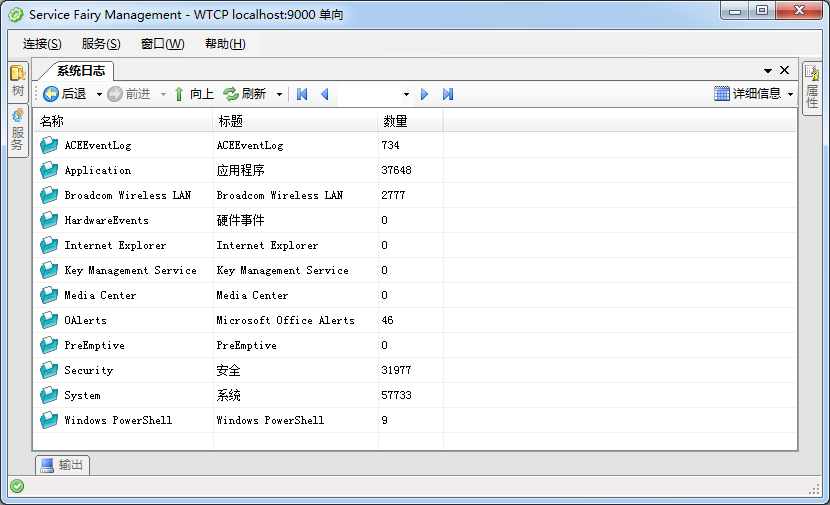 Service Fairy Management - WTCP localhost:9000 单向
连接(S) 服务(S) 窗口(W) 帮助(H)
树
服务
系统日志
属性
后退 前进 向上 刷新 详细信息
名称 标题 数量
ACEEventLog ACEEventLog 734
Application 应用程序 37648
Broadcom Wireless LAN Broadcom Wireless LAN 2777
HardwareEvents 硬件事件 0
Internet Explorer Internet Explorer 0
Key Management Service Key Management Service 0
Media Center Media Center 0
OAlerts Microsoft Office Alerts 46
PreEmptive PreEmptive 0
Security 安全 31977
System 系统 57733
Windows PowerShell Windows PowerShell 9
输出